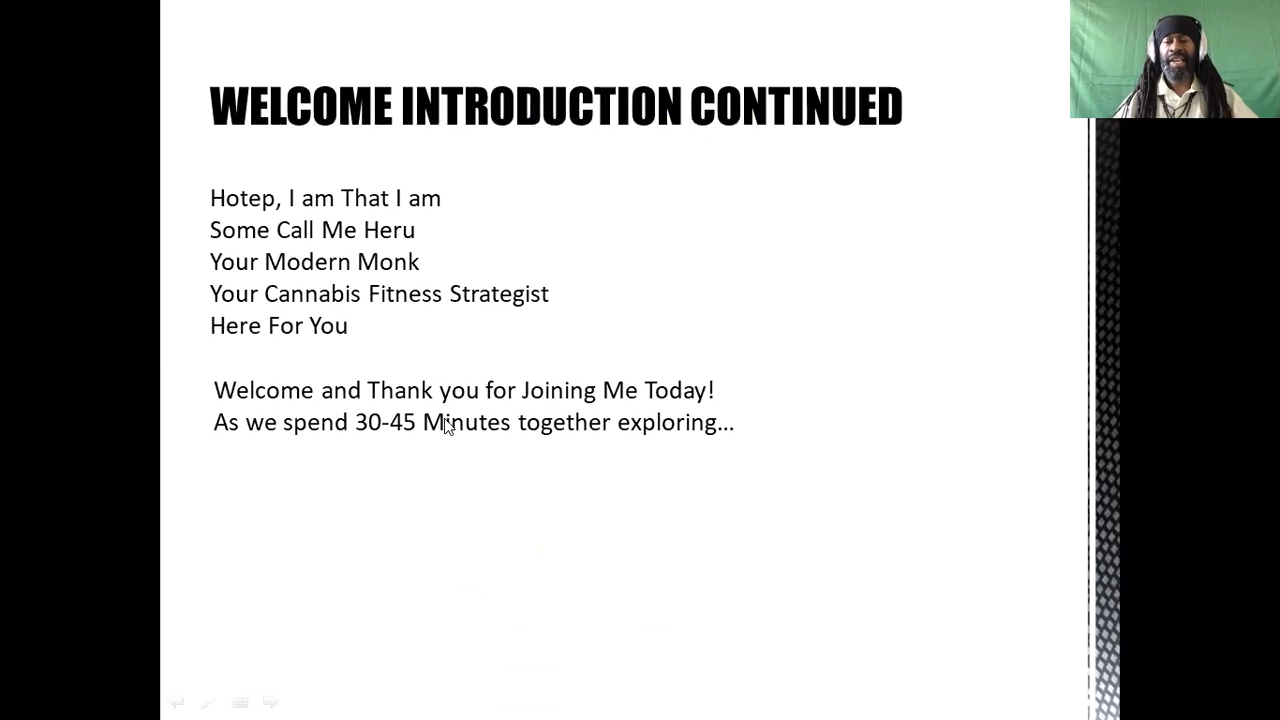 WELCOME INTRODUCTION CONTINUED
Hotep, I am That I am
Some Call Me Heru
Your Modern Monk
Your Cannabis Fitness Strategist
Here For You
Welcome and Thank you for Joining Me Today!
As we spend 30-45 Minutes together exploring...